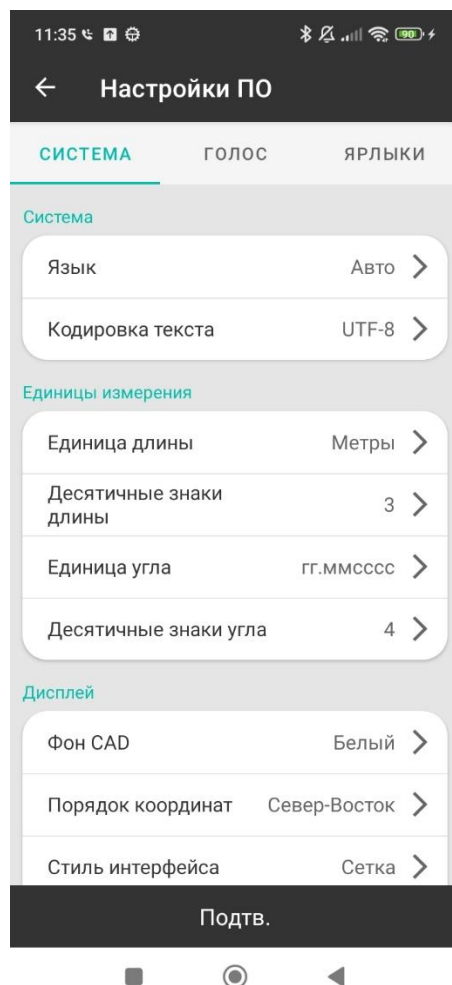 11:35
90
Настройки ПО
СИСТЕМА ГОЛОС ЯРЛЫКИ
Система
Язык Авто
Кодировка текста UTF-8
Единицы измерения
Единица длины Метры
Десятичные знаки
длины 3
Единица угла гг.ммсссс
Десятичные знаки угла 4
Дисплей
Фон CAD Белый
Порядок координат Север-Восток
Стиль интерфейса Сетка
Подтв.